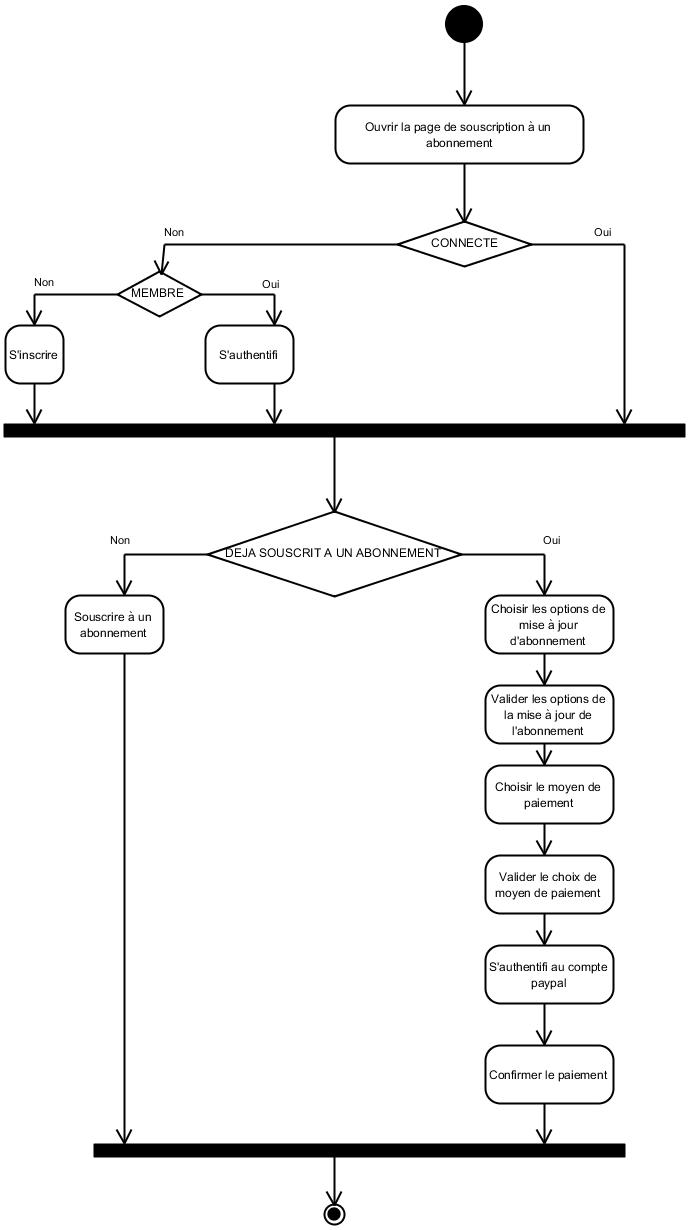 Ouvrir la page de souscription à un
abonnement
CONNECTE
Non
Oui
MEMBRE
Non
Oui
S'inscrire
S'authentifi
DEJA SOUSCRIT A UN ABONNEMENT
Non
Oui
Souscrire à un
abonnement
Choisir les options de
mise à jour
d'abonnement
Valider les options de
la mise à jour de
l'abonnement
Choisir le moyen de
paiement
Valider le choix de
moyen de paiement
S'authentifi au compte
paypal
Confirmer le paiement